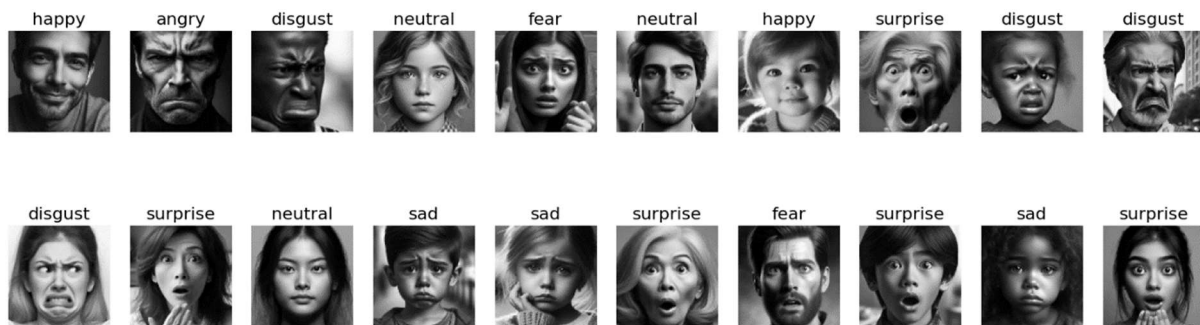 happy angry disgust neutral fear neutral happy surprise disgust disgust
disgust surprise neutral sad sad surprise fear surprise sad surprise